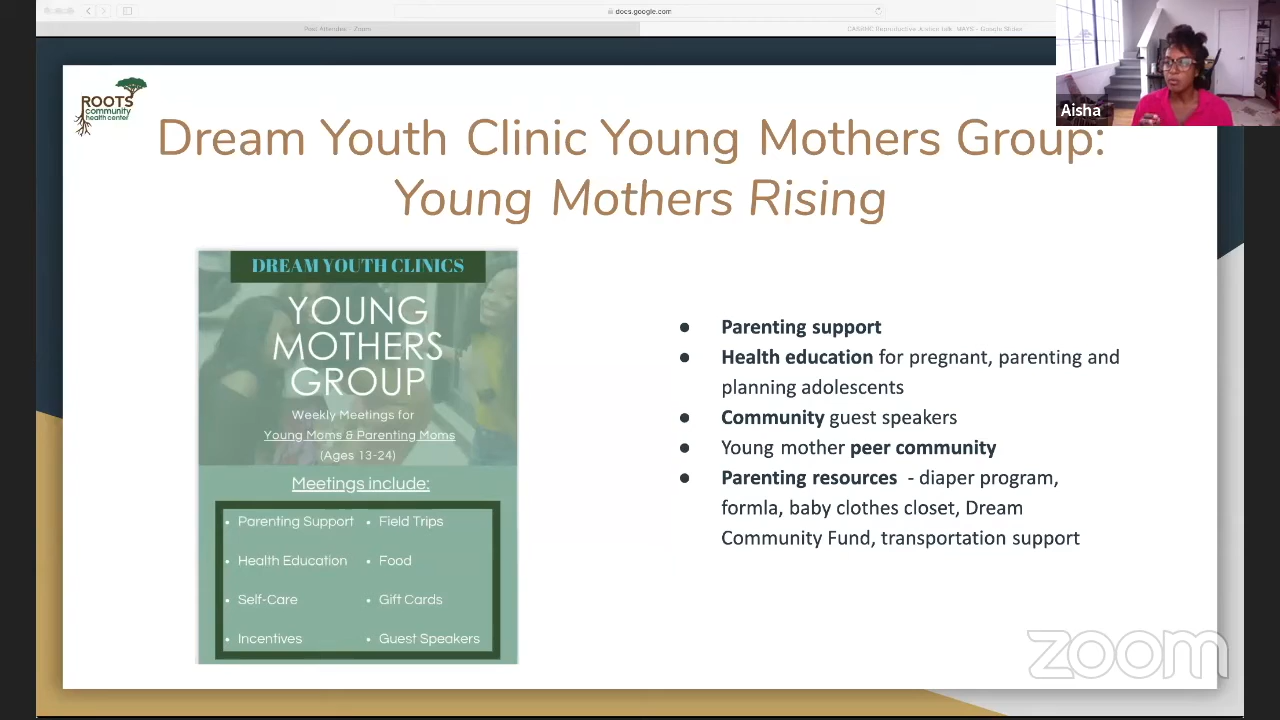 docs.google.com
Post Attendee - Zoom
ROOTS
community
health center
Aisha
Dream Youth Clinic Young Mothers Group:
Young Mothers Rising
DREAM YOUTH CLINICS
YOUNG
MOTHERS
GROUP
Weekly Meetings for
Young Moms & Parenting Moms
(Ages 13-24)
Meetings include:
• Parenting Support • Field Trips
• Health Education • Food
• Self-Care • Gift Cards
• Incentives • Guest Speakers
● Parenting support
● Health education for pregnant, parenting and
planning adolescents
● Community guest speakers
● Young mother peer community
● Parenting resources - diaper program,
formla, baby clothes closet, Dream
Community Fund, transportation support
zoom